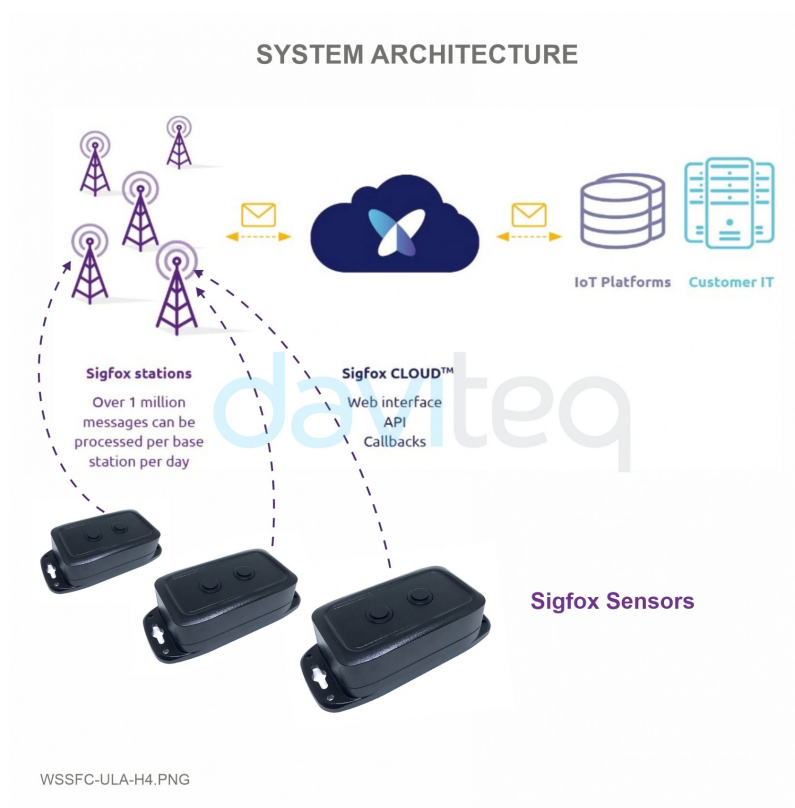 SYSTEM ARCHITECTURE
IoT Platforms
Customer IT
Sigfox stations
Over 1 million
messages can be
processed per base
station per day
Sigfox CLOUD™
Web interface
API
Callbacks
daviteq
Sigfox Sensors
WSSFC-ULA-H4.PNG